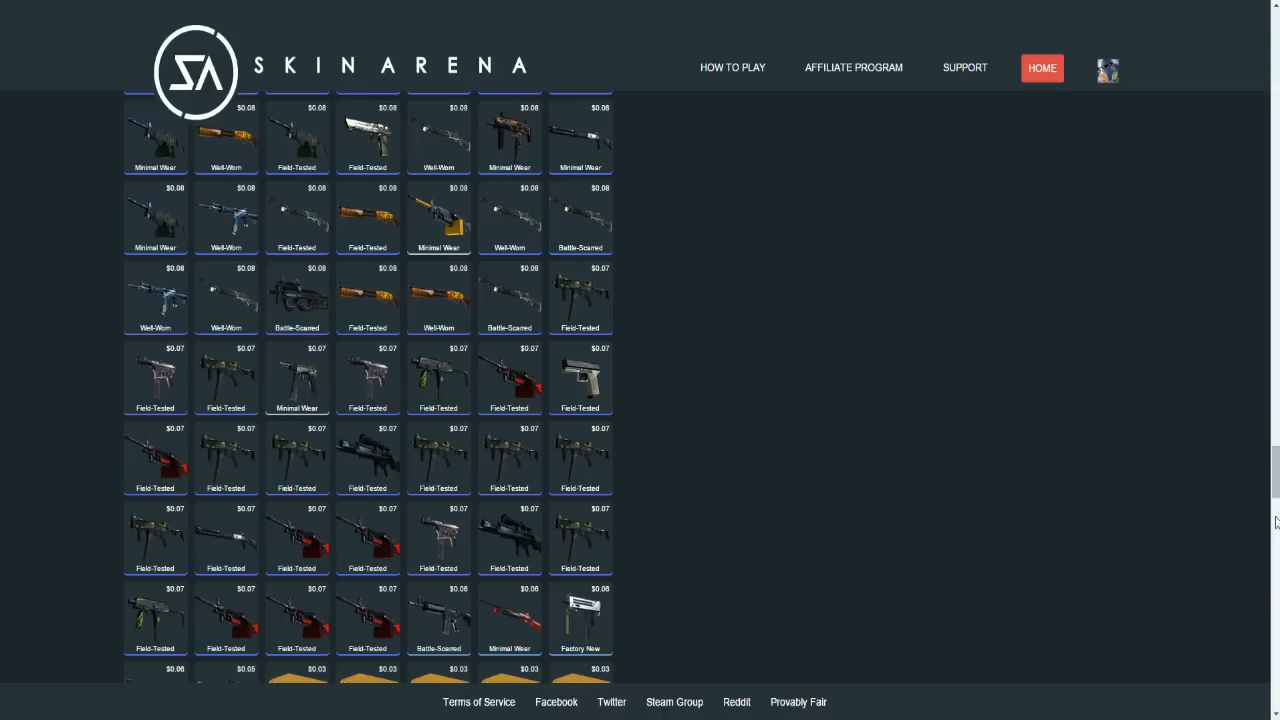 SA SKINARENA
HOW TO PLAY AFFILIATE PROGRAM SUPPORT HOME
$0.08 $0.08 $0.08 $0.08 $0.08 $0.08
Minimal Wear Well-Worn Field-Tested Field-Tested Well-Worn Minimal Wear Minimal Wear
$0.08 $0.08 $0.08 $0.08 $0.08 $0.08 $0.08
Minimal Wear Well-Worn Field-Tested Field-Tested Minimal Wear Well-Worn Battle-Scarred
$0.08 $0.08 $0.08 $0.08 $0.08 $0.08 $0.07
Well-Worn Well-Worn Battle-Scarred Field-Tested Well-Worn Battle-Scarred Field-Tested
$0.07 $0.07 $0.07 $0.07 $0.07 $0.07 $0.07
Field-Tested Field-Tested Minimal Wear Field-Tested Field-Tested Field-Tested Field-Tested
$0.07 $0.07 $0.07 $0.07 $0.07 $0.07 $0.07
Field-Tested Field-Tested Field-Tested Field-Tested Field-Tested Field-Tested Field-Tested
$0.07 $0.07 $0.07 $0.07 $0.07 $0.07 $0.07
Field-Tested Field-Tested Field-Tested Field-Tested Field-Tested Field-Tested Field-Tested
$0.07 $0.07 $0.07 $0.07 $0.06 $0.06 $0.06
Field-Tested Field-Tested Field-Tested Field-Tested Battle-Scarred Minimal Wear Factory New
$0.06 $0.05 $0.03 $0.03 $0.03 $0.03 $0.03
Terms of Service Facebook Twitter Steam Group Reddit Provably Fair